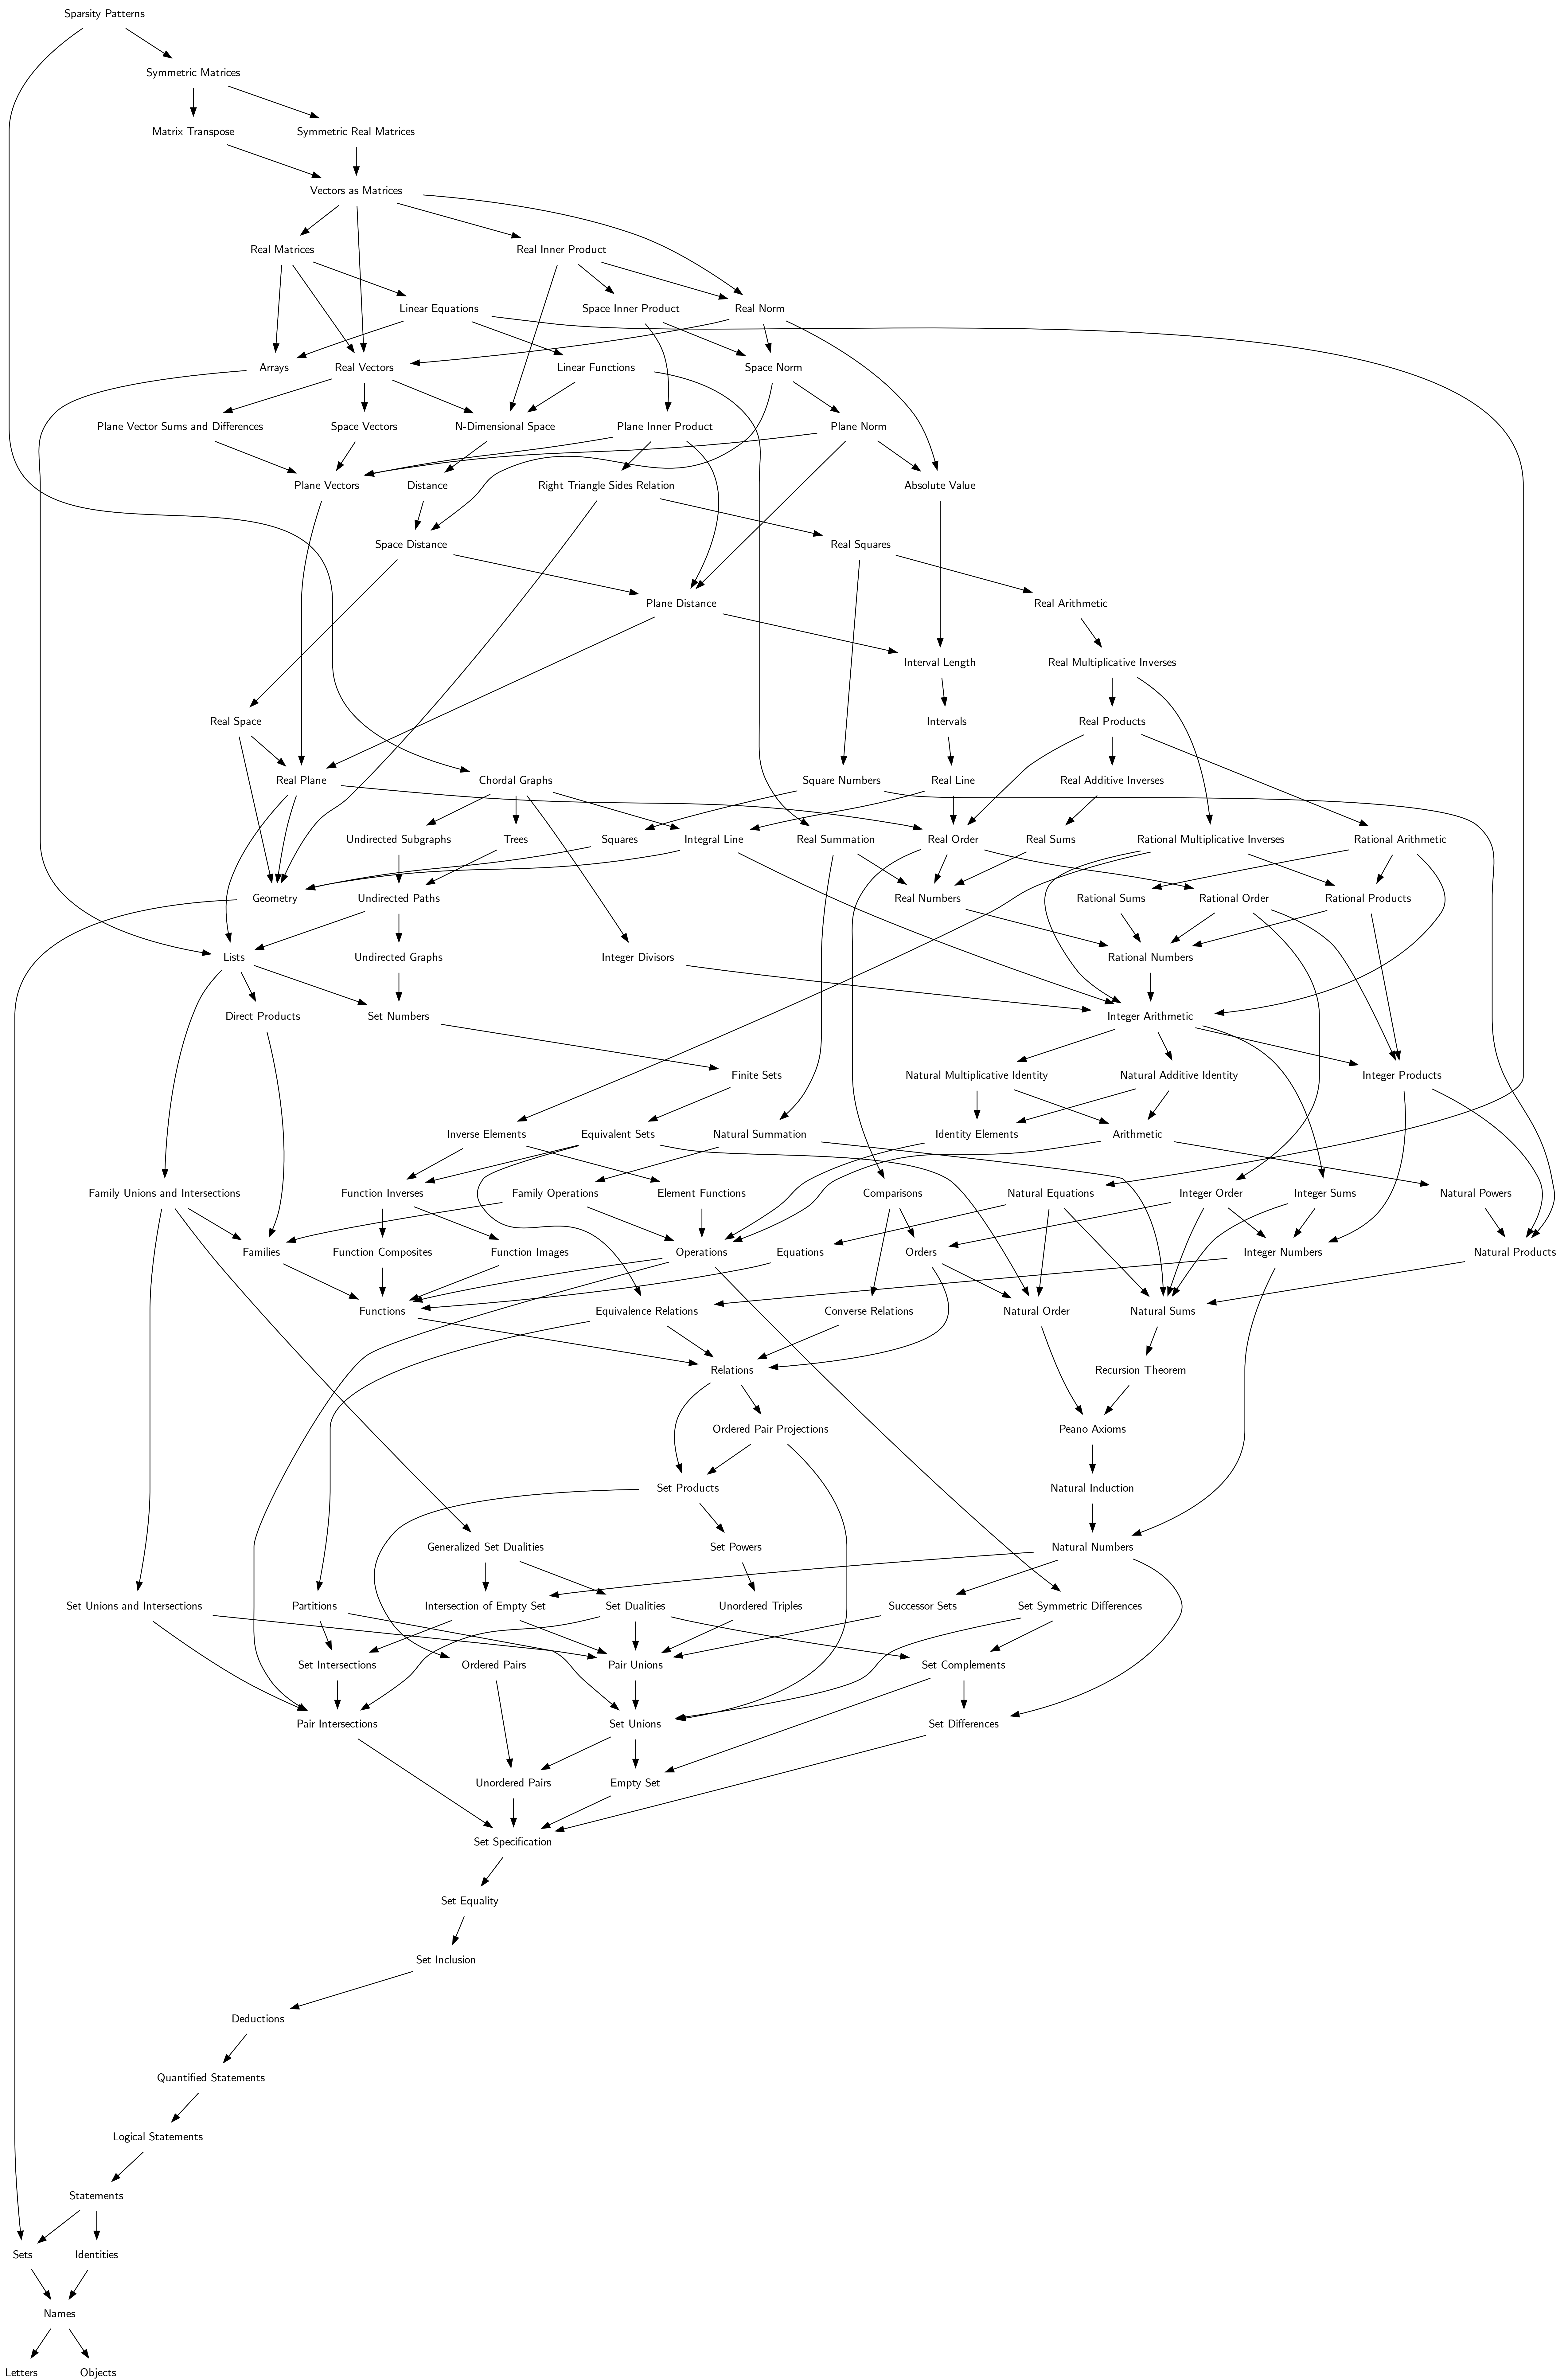 Sparsity Patterns
Symmetric Matrices
Matrix Transpose
Symmetric Real Matrices
Vectors as Matrices
Real Matrices
Real Inner Product
Linear Equations
Space Inner Product
Real Norm
Arrays
Real Vectors
Linear Functions
Space Norm
Plane Vector Sums and Differences
Space Vectors
N-Dimensional Space
Plane Inner Product
Plane Norm
Plane Vectors
Distance
Right Triangle Sides Relation
Absolute Value
Space Distance
Real Squares
Plane Distance
Real Arithmetic
Interval Length
Real Multiplicative Inverses
Real Space
Intervals
Real Products
Real Plane
Chordal Graphs
Square Numbers
Real Line
Real Additive Inverses
Undirected Subgraphs
Trees
Squares
Integral Line
Real Summation
Real Order
Real Sums
Rational Multiplicative Inverses
Rational Arithmetic
Geometry
Undirected Paths
Real Numbers
Rational Sums
Rational Order
Rational Products
Lists
Undirected Graphs
Integer Divisors
Rational Numbers
Direct Products
Set Numbers
Integer Arithmetic
Finite Sets
Natural Multiplicative Identity
Natural Additive Identity
Integer Products
Inverse Elements
Equivalent Sets
Natural Summation
Identity Elements
Arithmetic
Family Unions and Intersections
Function Inverses
Family Operations
Element Functions
Comparisons
Natural Equations
Integer Order
Integer Sums
Natural Powers
Families
Function Composites
Function Images
Operations
Equations
Orders
Integer Numbers
Natural Products
Functions
Equivalence Relations
Converse Relations
Natural Order
Natural Sums
Relations
Recursion Theorem
Ordered Pair Projections
Peano Axioms
Set Products
Natural Induction
Generalized Set Dualities
Set Powers
Natural Numbers
Set Unions and Intersections
Partitions
Intersection of Empty Set
Set Dualities
Unordered Triples
Successor Sets
Set Symmetric Differences
Set Intersections
Ordered Pairs
Pair Unions
Set Complements
Pair Intersections
Set Unions
Set Differences
Unordered Pairs
Empty Set
Set Specification
Set Equality
Set Inclusion
Deductions
Quantified Statements
Logical Statements
Statements
Sets
Identities
Names
Letters
Objects